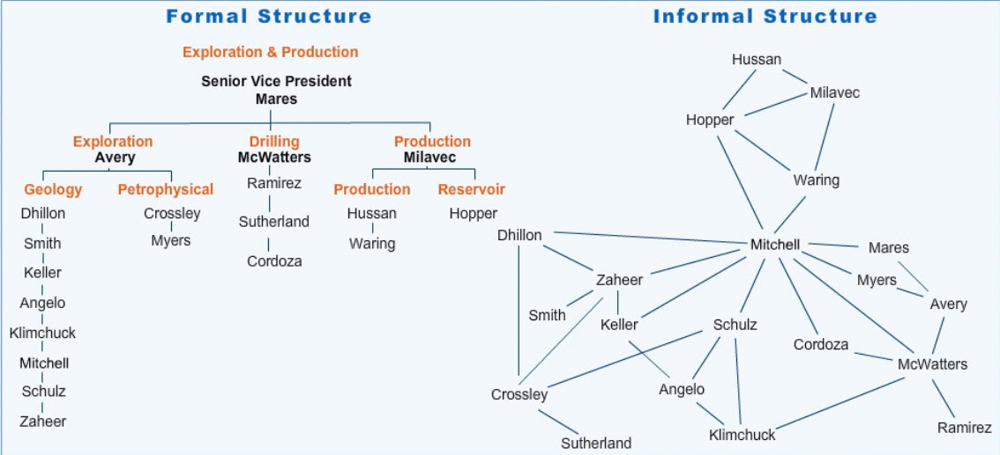 Formal Structure
Exploration & Production
Senior Vice President
Mares
Exploration
Avery
Drilling
McWatters
Production
Milavec
Geology
Petrophysical
Ramirez
Production
Reservoir
Dhillon
Crossley
Sutherland
Hussan
Hopper
Smith
Myers
Cordoza
Waring
Keller
Angelo
Klimchuck
Mitchell
Schulz
Zaheer
Informal Structure
Hussan
Milavec
Hopper
Waring
Dhillon
Mitchell
Mares
Zaheer
Myers
Avery
Smith
Keller
Schulz
Cordoza
McWatters
Crossley
Angelo
Klimchuck
Ramirez
Sutherland